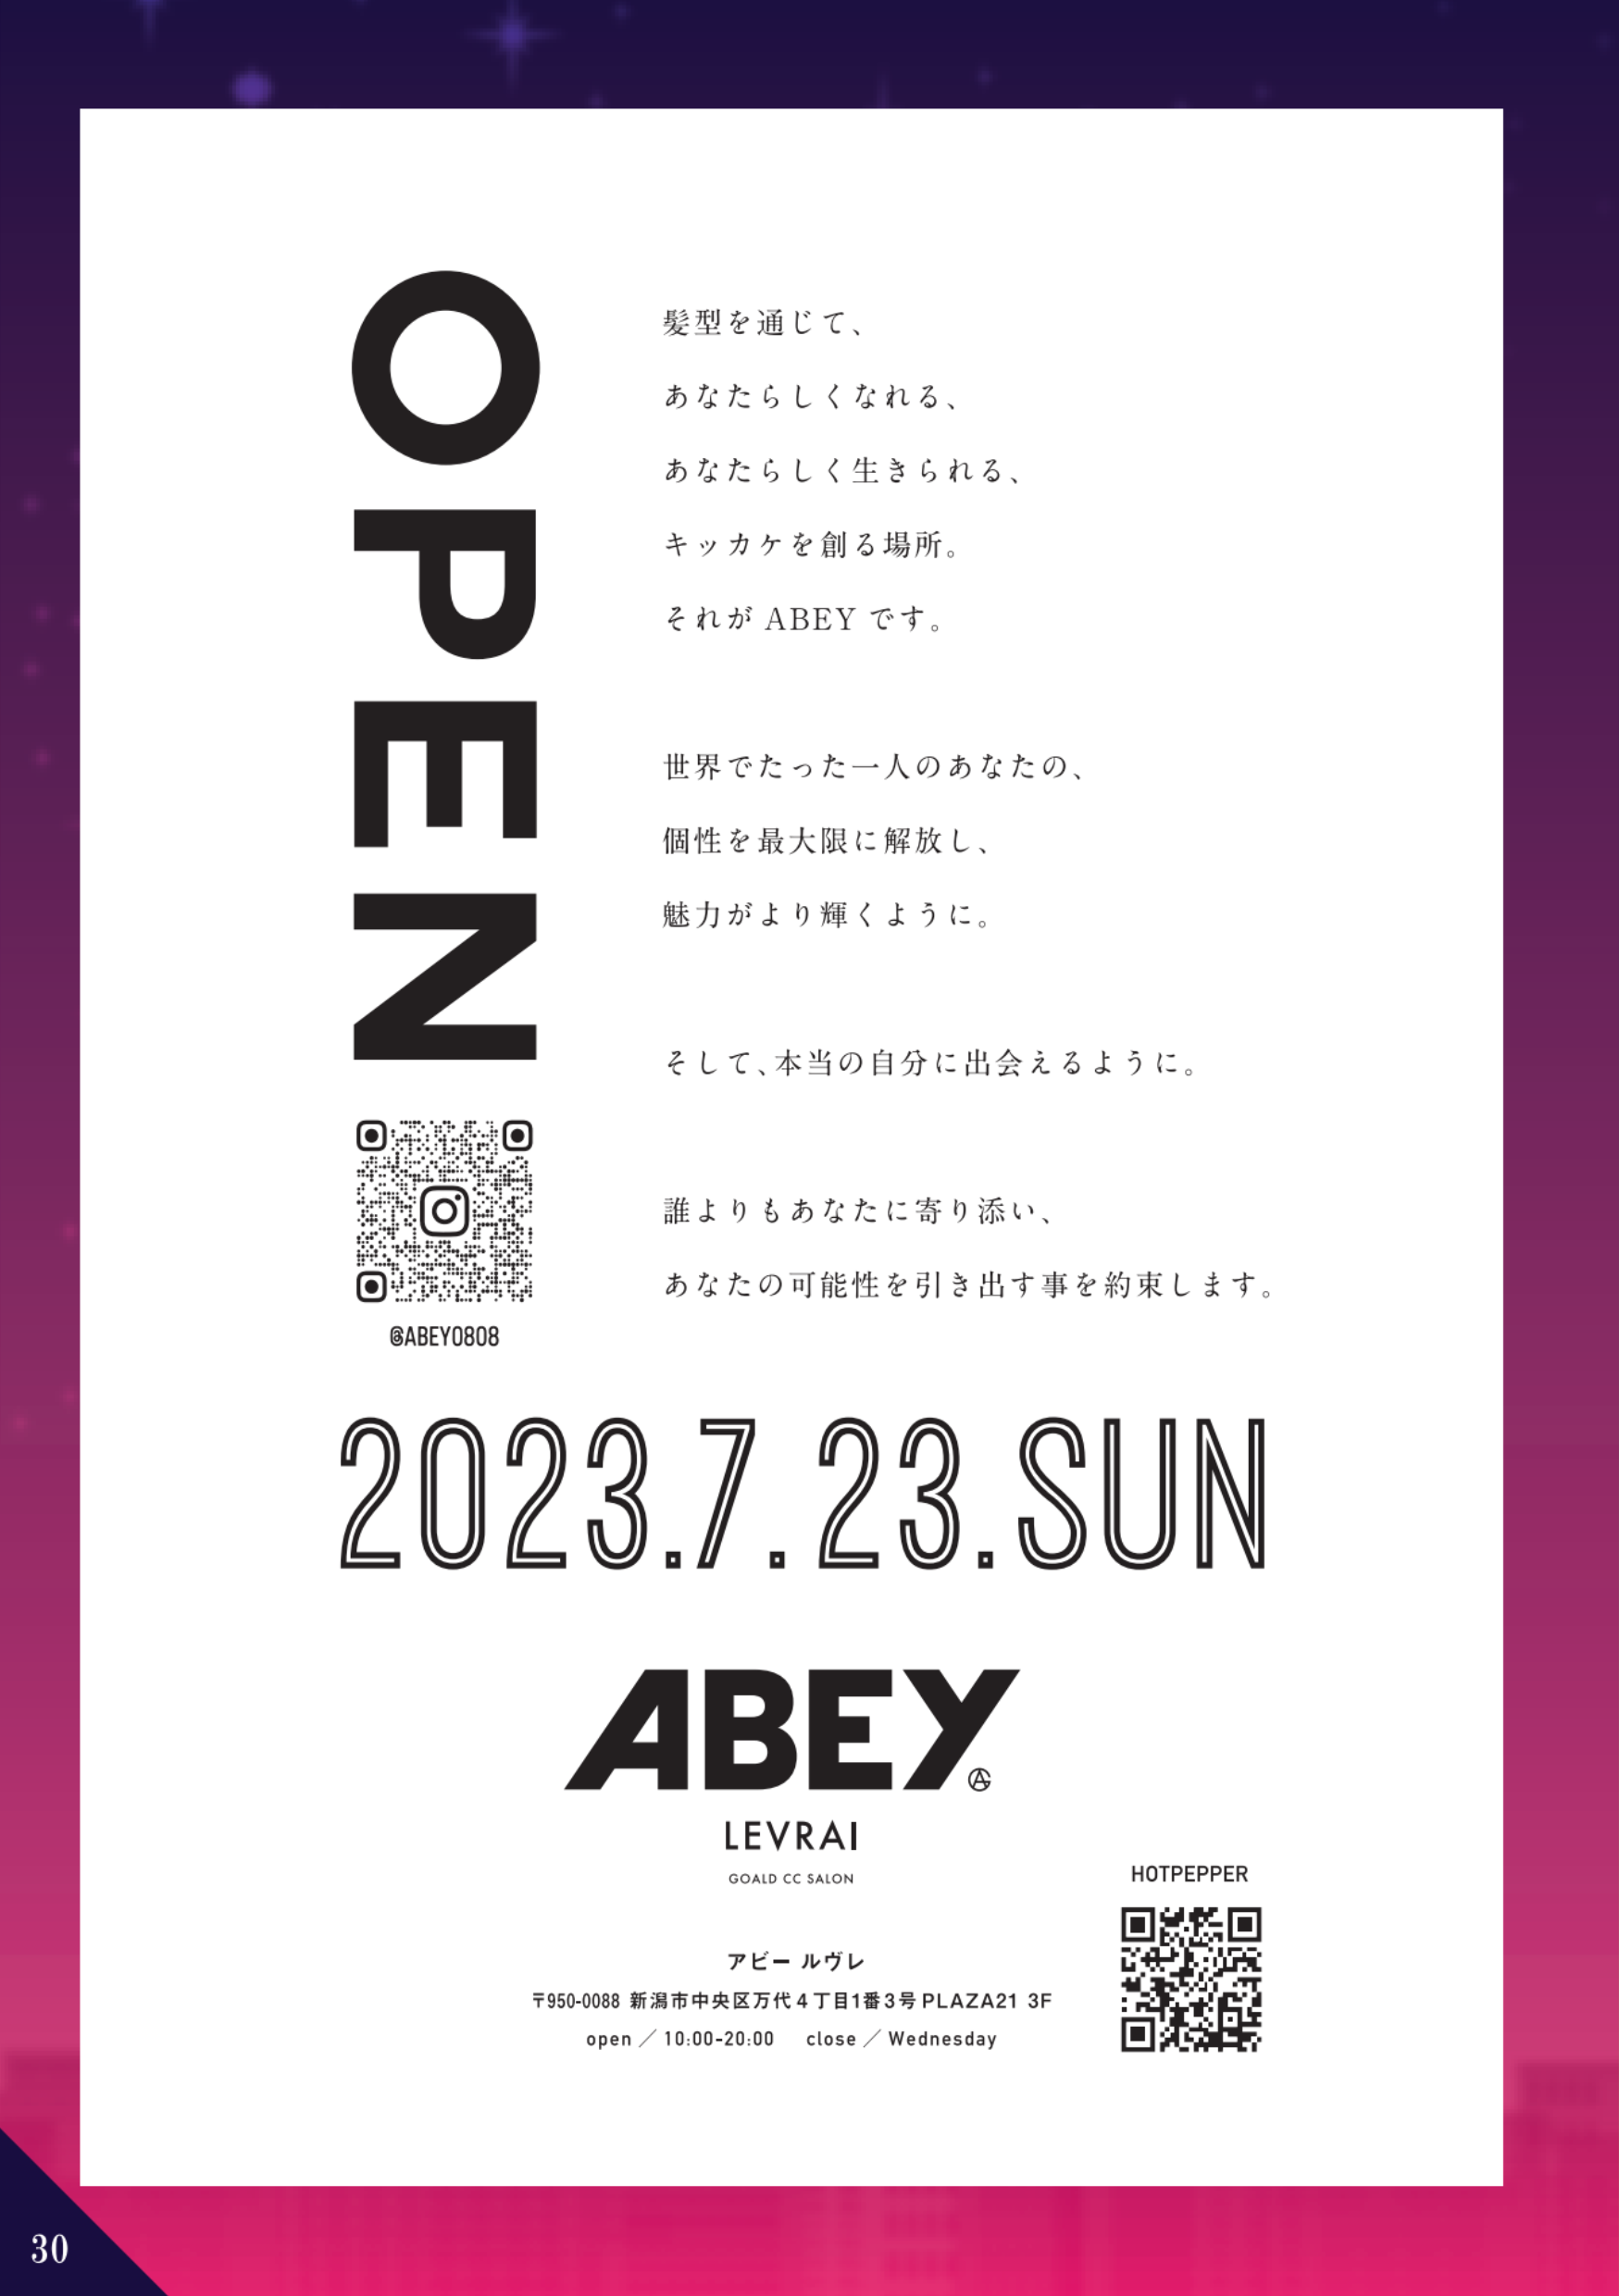 OPEN
髪型を通じて、
あなたらしくなれる、
あなたらしく生きられる、
キッカケを創る場所。
それが ABEY です。
世界でたった一人のあなたの、
個性を最大限に解放し、
魅力がより輝くように。
そして、本当の自分に出会えるように。
誰よりもあなたに寄り添い、
あなたの可能性を引き出す事を約束します。
@ABEY0808
2023.7.23.SUN
ABEY
LEVRAI
GOALD CC SALON
HOTPEPPER
アビー ルヴレ
〒950-0088 新潟市中央区万代4丁目1番3号PLAZA21 3F
open ／ 10:00-20:00 close ／ Wednesday
30